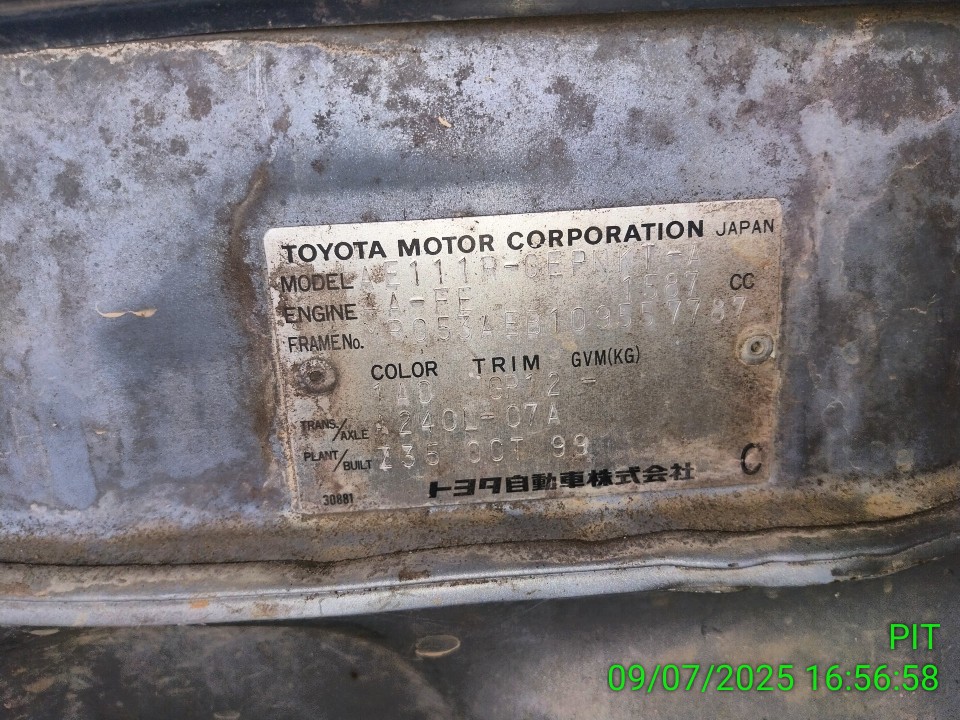 TOYOTA MOTOR CORPORATION JAPAN
MODEL AE111R-CEPNKT-A
ENGINE 4A-FE 1587 CC
FRAME No.
COLOR TRIM GVM(KG)
-
TRANS./AXLE A240L-07A
PLANT/BUILT OCT 99
トヨタ自動車株式会社
C
30881
PIT
09/07/2025 16:56:58